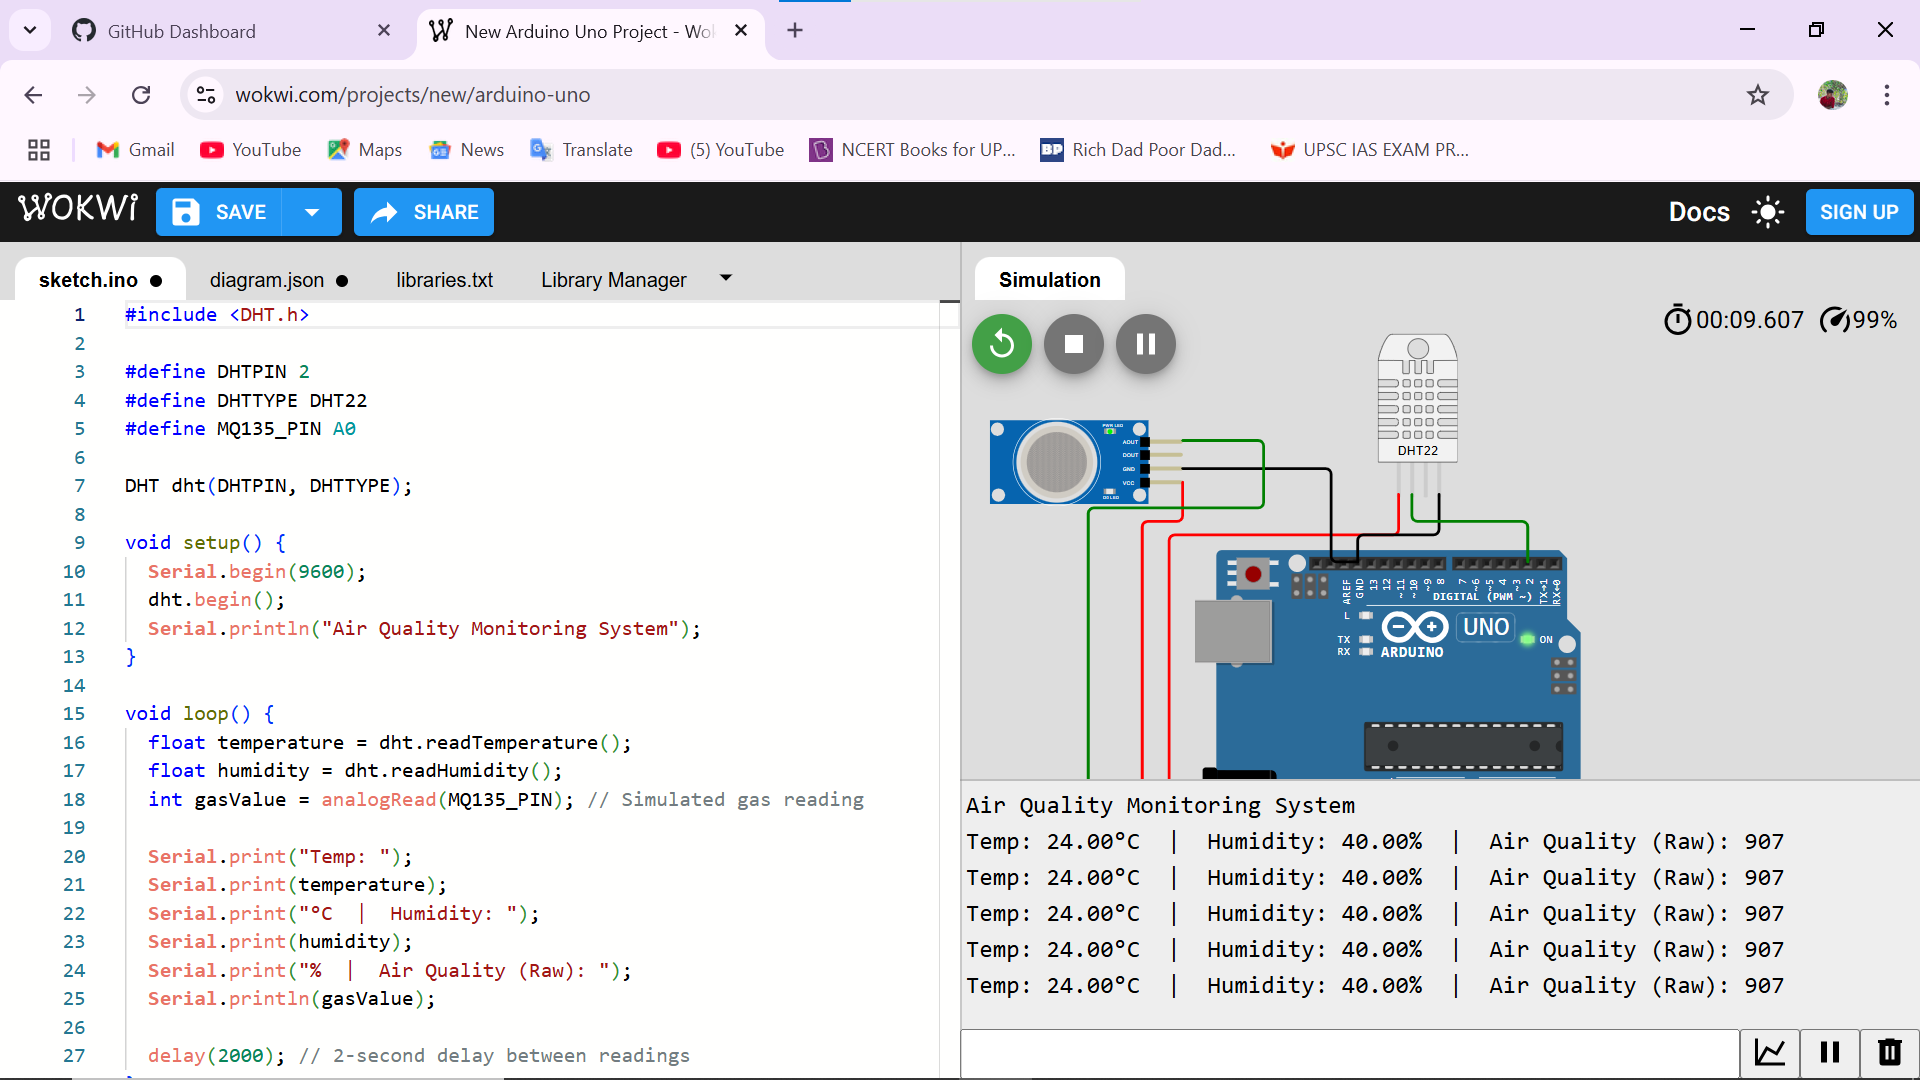 GitHub Dashboard
New Arduino Uno Project - Wo
wokwi.com/projects/new/arduino-uno
Gmail
YouTube
Maps
News
Translate
(5) YouTube
NCERT Books for UP...
BP Rich Dad Poor Dad...
UPSC IAS EXAM PR...
WOKWi
SAVE
SHARE
Docs
SIGN UP
sketch.ino
diagram.json
libraries.txt
Library Manager
1 #include <DHT.h>
2
3 #define DHTPIN 2
4 #define DHTTYPE DHT22
5 #define MQ135_PIN A0
6
7 DHT dht(DHTPIN, DHTTYPE);
8
9 void setup() {
10 Serial.begin(9600);
11 dht.begin();
12 Serial.println("Air Quality Monitoring System");
13 }
14
15 void loop() {
16 float temperature = dht.readTemperature();
17 float humidity = dht.readHumidity();
18 int gasValue = analogRead(MQ135_PIN); // Simulated gas reading
19
20 Serial.print("Temp: ");
21 Serial.print(temperature);
22 Serial.print("°C  |  Humidity: ");
23 Serial.print(humidity);
24 Serial.print("%  |  Air Quality (Raw): ");
25 Serial.println(gasValue);
26
27 delay(2000); // 2-second delay between readings
Simulation
00:09.607
99%
PWR LED
AOUT
DOUT
GND
VCC
D0 LED
DHT22
AREF
GND
13
12
~11
~10
~9
8
7
~6
~5
4
~3
2
TX→1
RX←0
DIGITAL (PWM ~)
L
TX
RX
UNO
ON
ARDUINO
Air Quality Monitoring System
Temp: 24.00°C  |  Humidity: 40.00%  |  Air Quality (Raw): 907
Temp: 24.00°C  |  Humidity: 40.00%  |  Air Quality (Raw): 907
Temp: 24.00°C  |  Humidity: 40.00%  |  Air Quality (Raw): 907
Temp: 24.00°C  |  Humidity: 40.00%  |  Air Quality (Raw): 907
Temp: 24.00°C  |  Humidity: 40.00%  |  Air Quality (Raw): 907